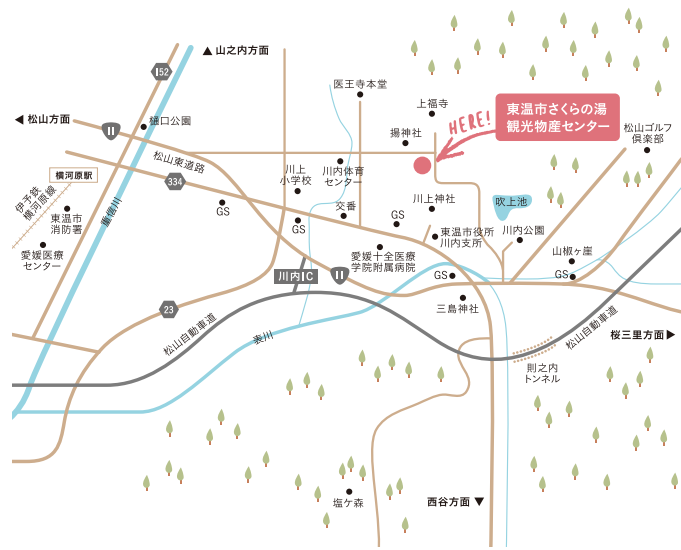 ▲山之内方面
152
◀松山方面
11
樋口公園
医王寺本堂
上福寺
HERE!
東温市さくらの湯
観光物産センター
揚神社
松山ゴルフ
倶楽部
松山東道路
横河原駅
334
川上
小学校
川内体育
センター
伊予鉄
横河原線
東温市
消防署
重信川
GS
GS
交番
GS
川上神社
吹上池
東温市役所
川内支所
川内公園
愛媛医療
センター
愛媛十全医療
学院附属病院
山椒ヶ崖
川内IC
11
GS
GS
23
三島神社
松山自動車道
表川
松山自動車道
桜三里方面▶
則之内
トンネル
塩ケ森
西谷方面▼